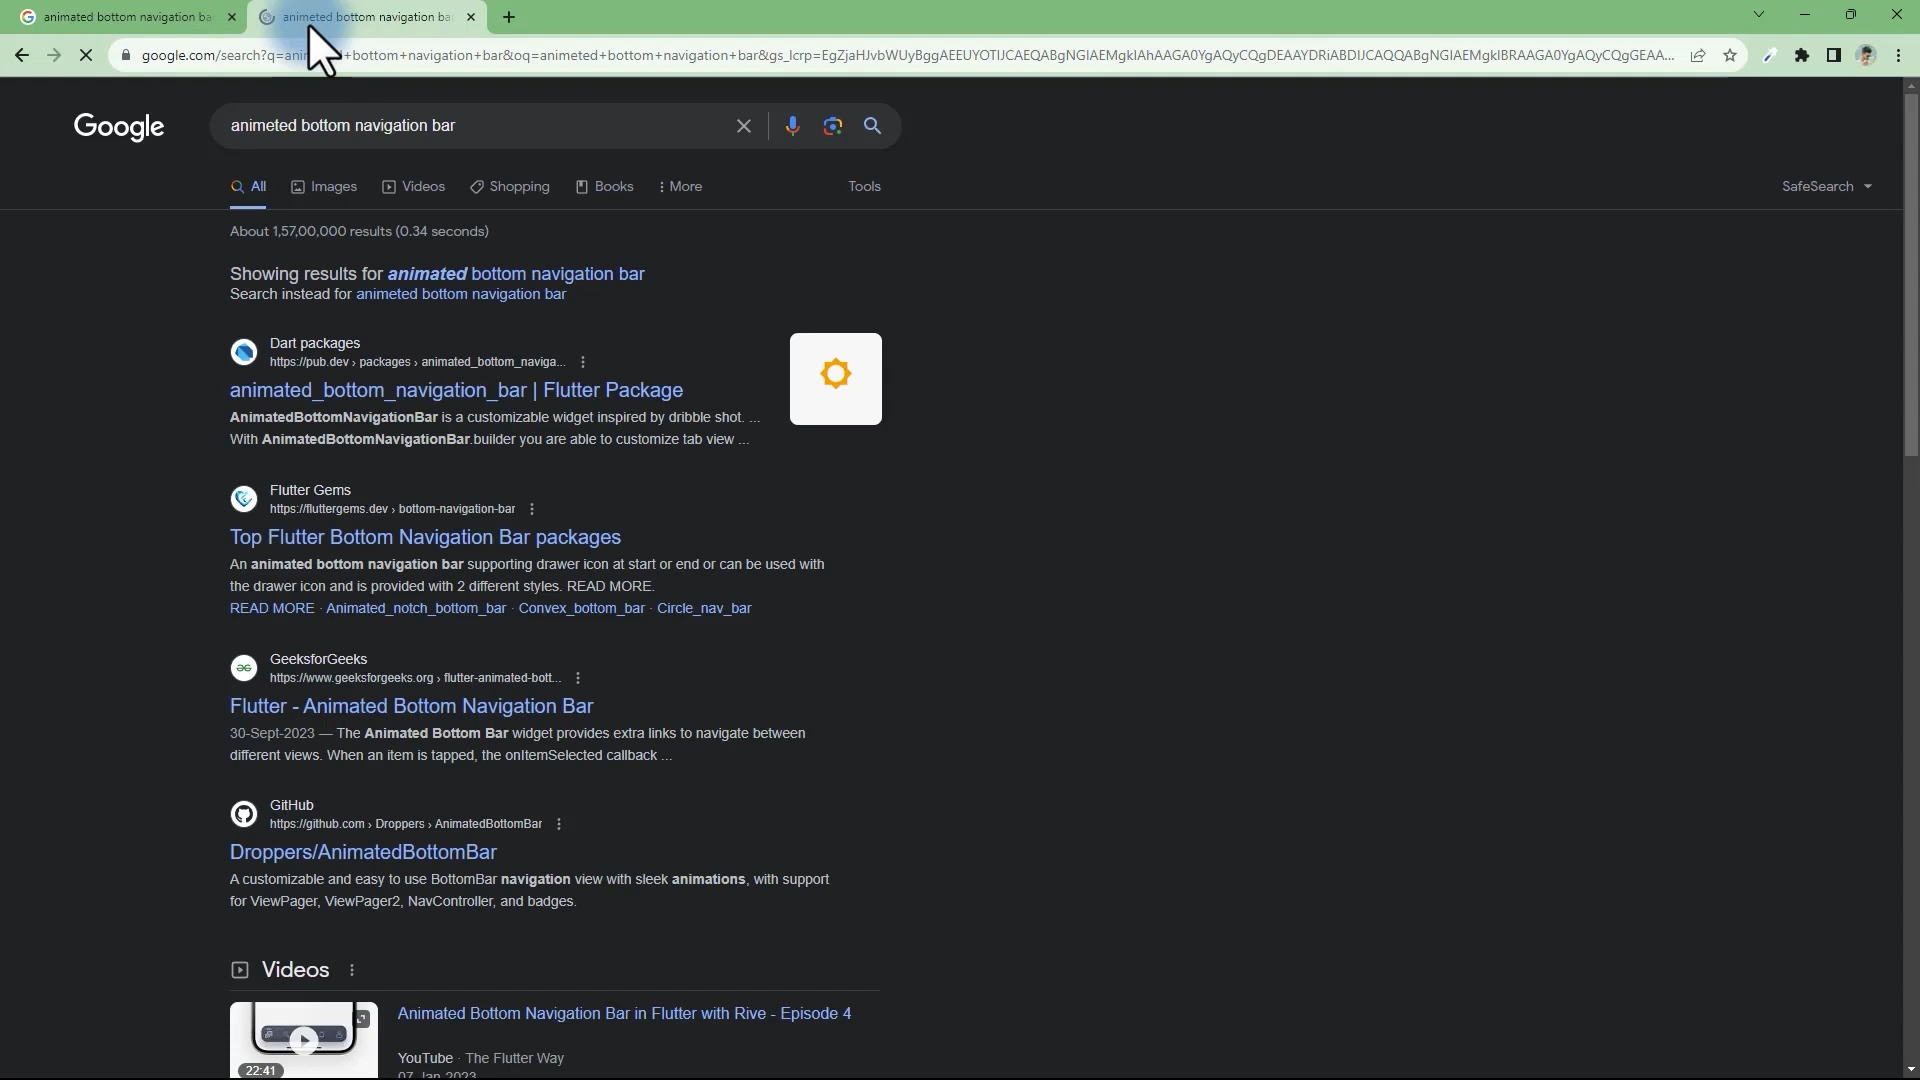 animated bottom navigation ba
animeted bottom navigation ba
google.com/search?q=ani
+bottom+navigation+bar&oq=animeted+bottom+navigation+bar&gs_lcrp=EgZjaHJvbWUyBggAEEUYOTIJCAEQABgNGIAEMgkIAhAAGA0YgAQyCQgDEAAYDRiABDIJCAQQABgNGIAEMgkIBRAAGA0YgAQyCQgGEAA...
Google
animeted bottom navigation bar
All
Images
Videos
Shopping
Books
More
Tools
SafeSearch
About 1,57,00,000 results (0.34 seconds)
Showing results for animated bottom navigation bar
Search instead for animeted bottom navigation bar
Dart packages
https://pub.dev › packages › animated_bottom_naviga...
animated_bottom_navigation_bar | Flutter Package
AnimatedBottomNavigationBar is a customizable widget inspired by dribble shot. ...
With AnimatedBottomNavigationBar.builder you are able to customize tab view ...
Flutter Gems
https://fluttergems.dev › bottom-navigation-bar
Top Flutter Bottom Navigation Bar packages
An animated bottom navigation bar supporting drawer icon at start or end or can be used with
the drawer icon and is provided with 2 different styles. READ MORE.
READ MORE · Animated_notch_bottom_bar · Convex_bottom_bar · Circle_nav_bar
GeeksforGeeks
https://www.geeksforgeeks.org › flutter-animated-bott...
Flutter - Animated Bottom Navigation Bar
30-Sept-2023 — The Animated Bottom Bar widget provides extra links to navigate between
different views. When an item is tapped, the onItemSelected callback ...
GitHub
https://github.com › Droppers › AnimatedBottomBar
Droppers/AnimatedBottomBar
A customizable and easy to use BottomBar navigation view with sleek animations, with support
for ViewPager, ViewPager2, NavController, and badges.
Videos
22:41
Animated Bottom Navigation Bar in Flutter with Rive - Episode 4
YouTube · The Flutter Way
07 Jan 2023